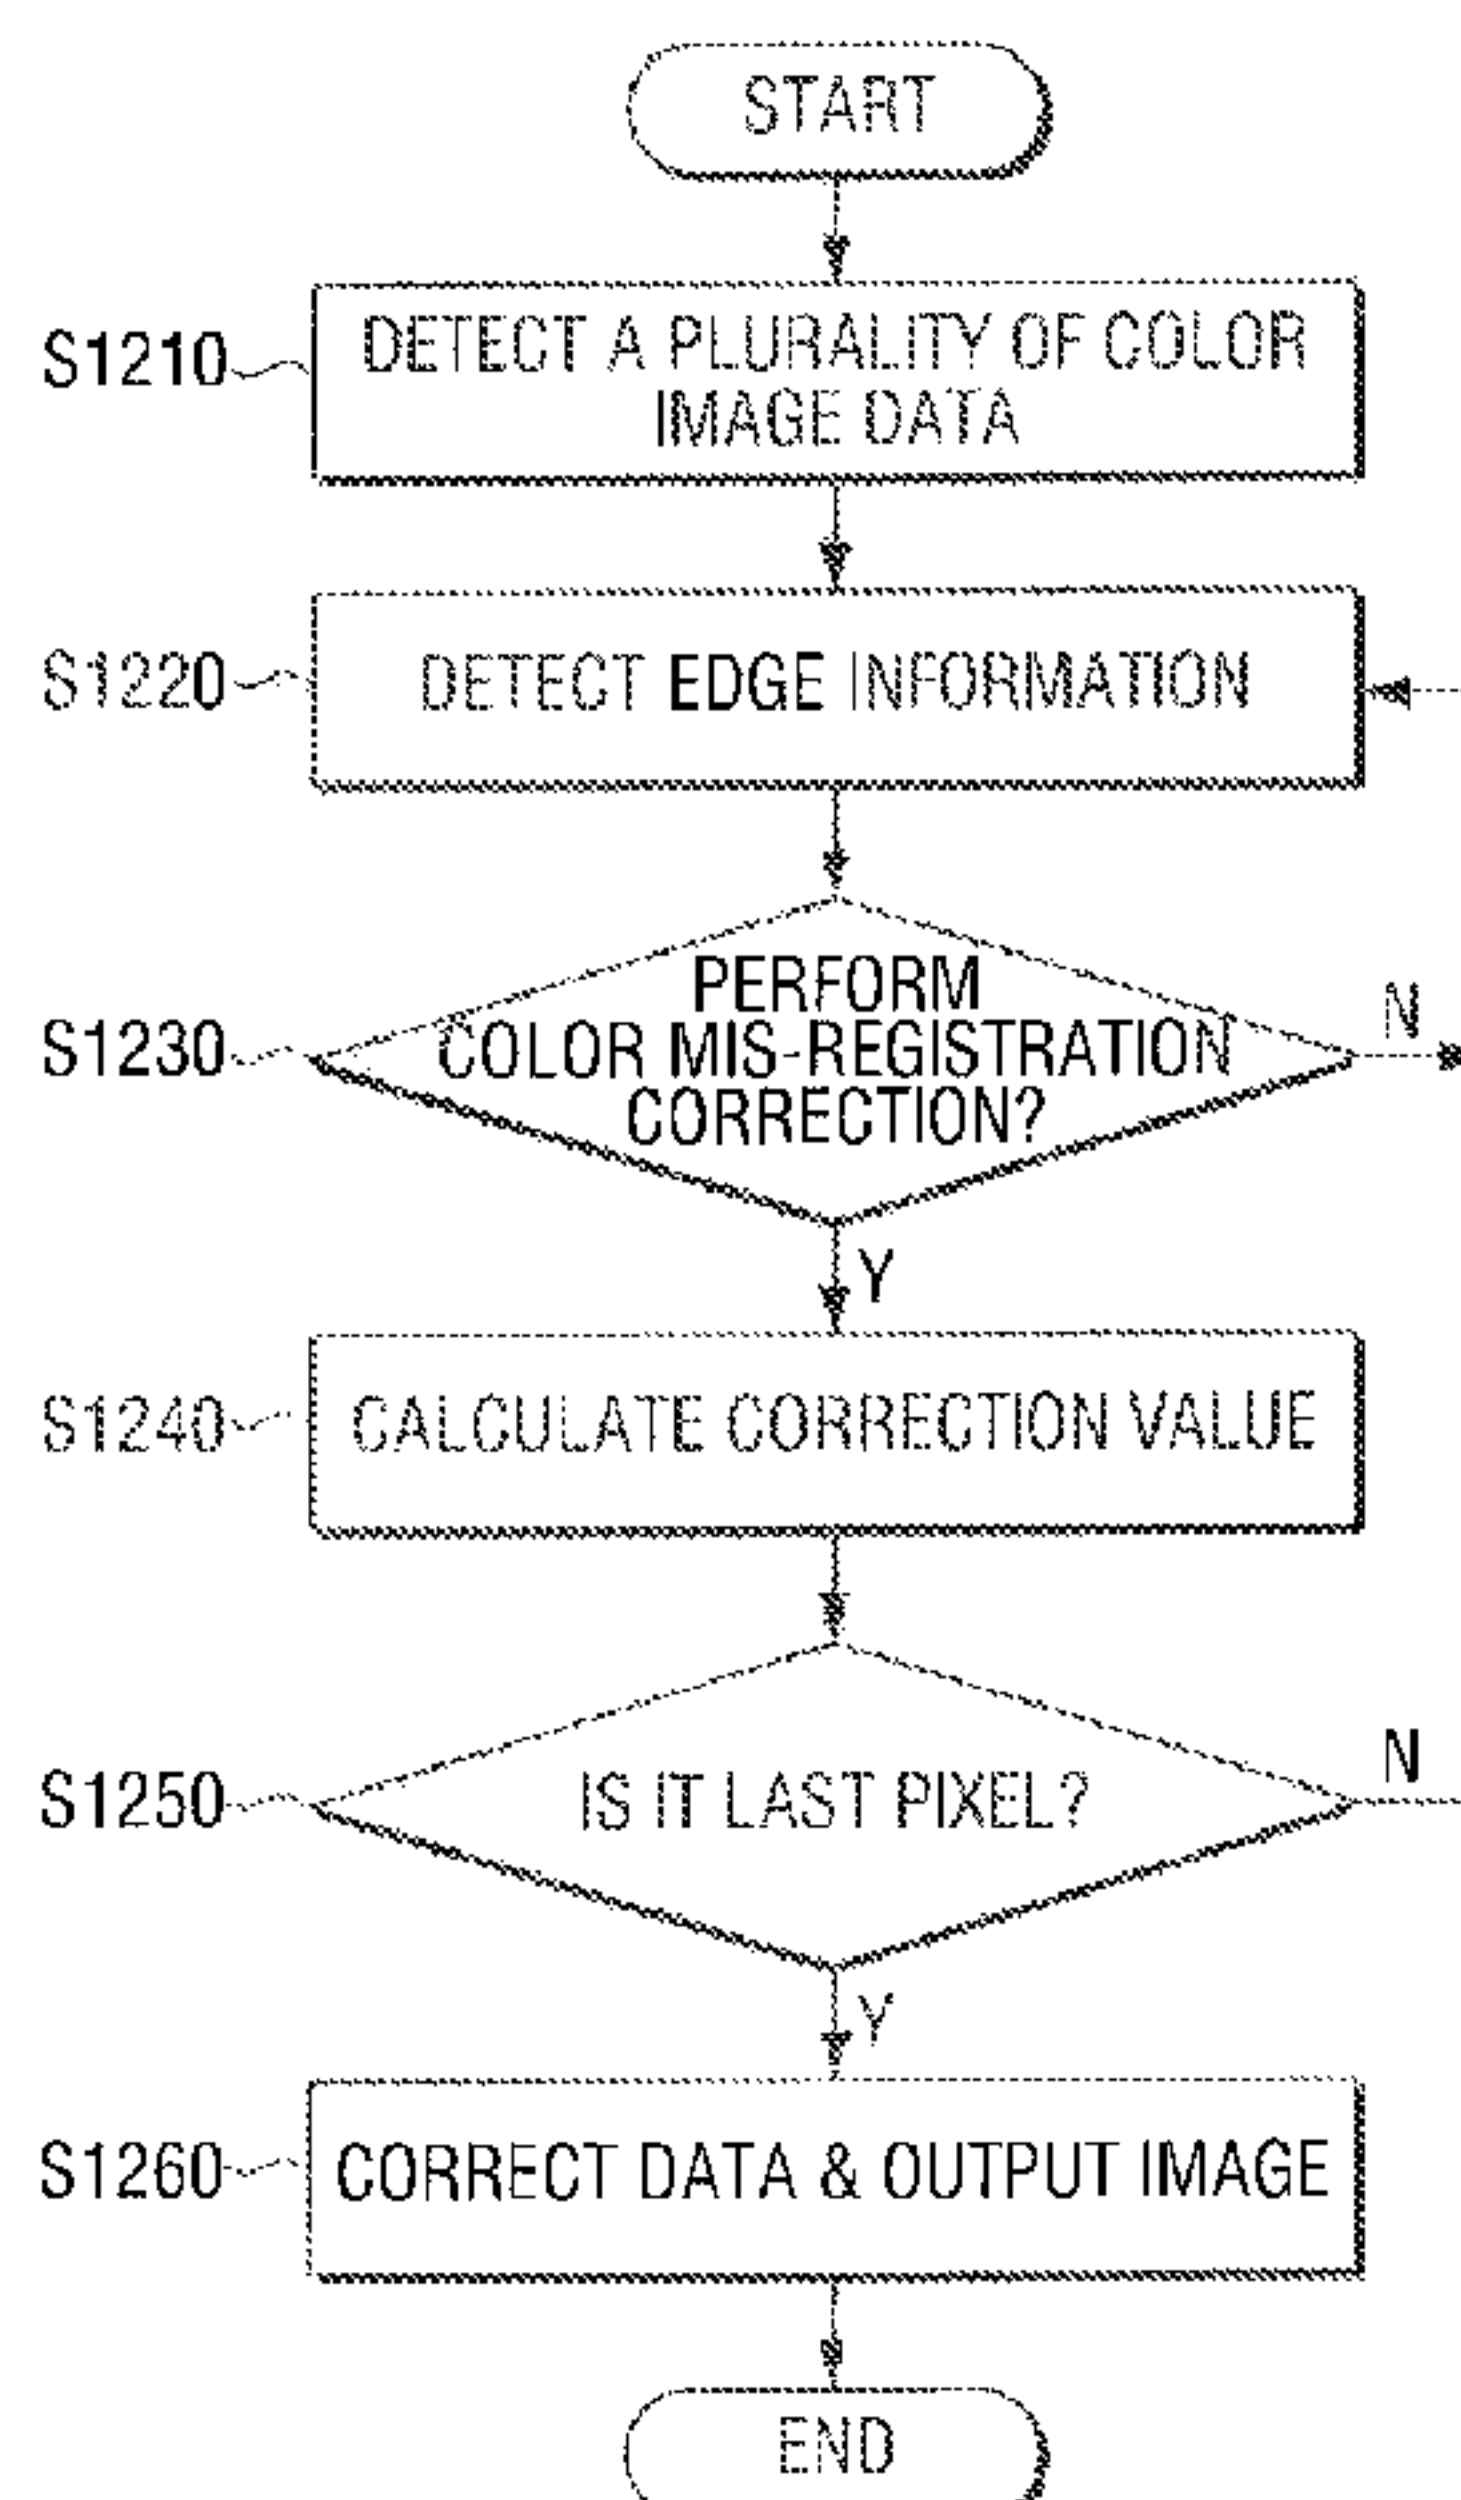 START
S1210
DETECT A PLURALITY OF COLOR
IMAGE DATA
S1220
DETECT EDGE INFORMATION
S1230
PERFORM
COLOR MIS-REGISTRATION
CORRECTION?
N
Y
S1240
CALCULATE CORRECTION VALUE
S1250
IS IT LAST PIXEL?
N
Y
S1260
CORRECT DATA & OUTPUT IMAGE
END